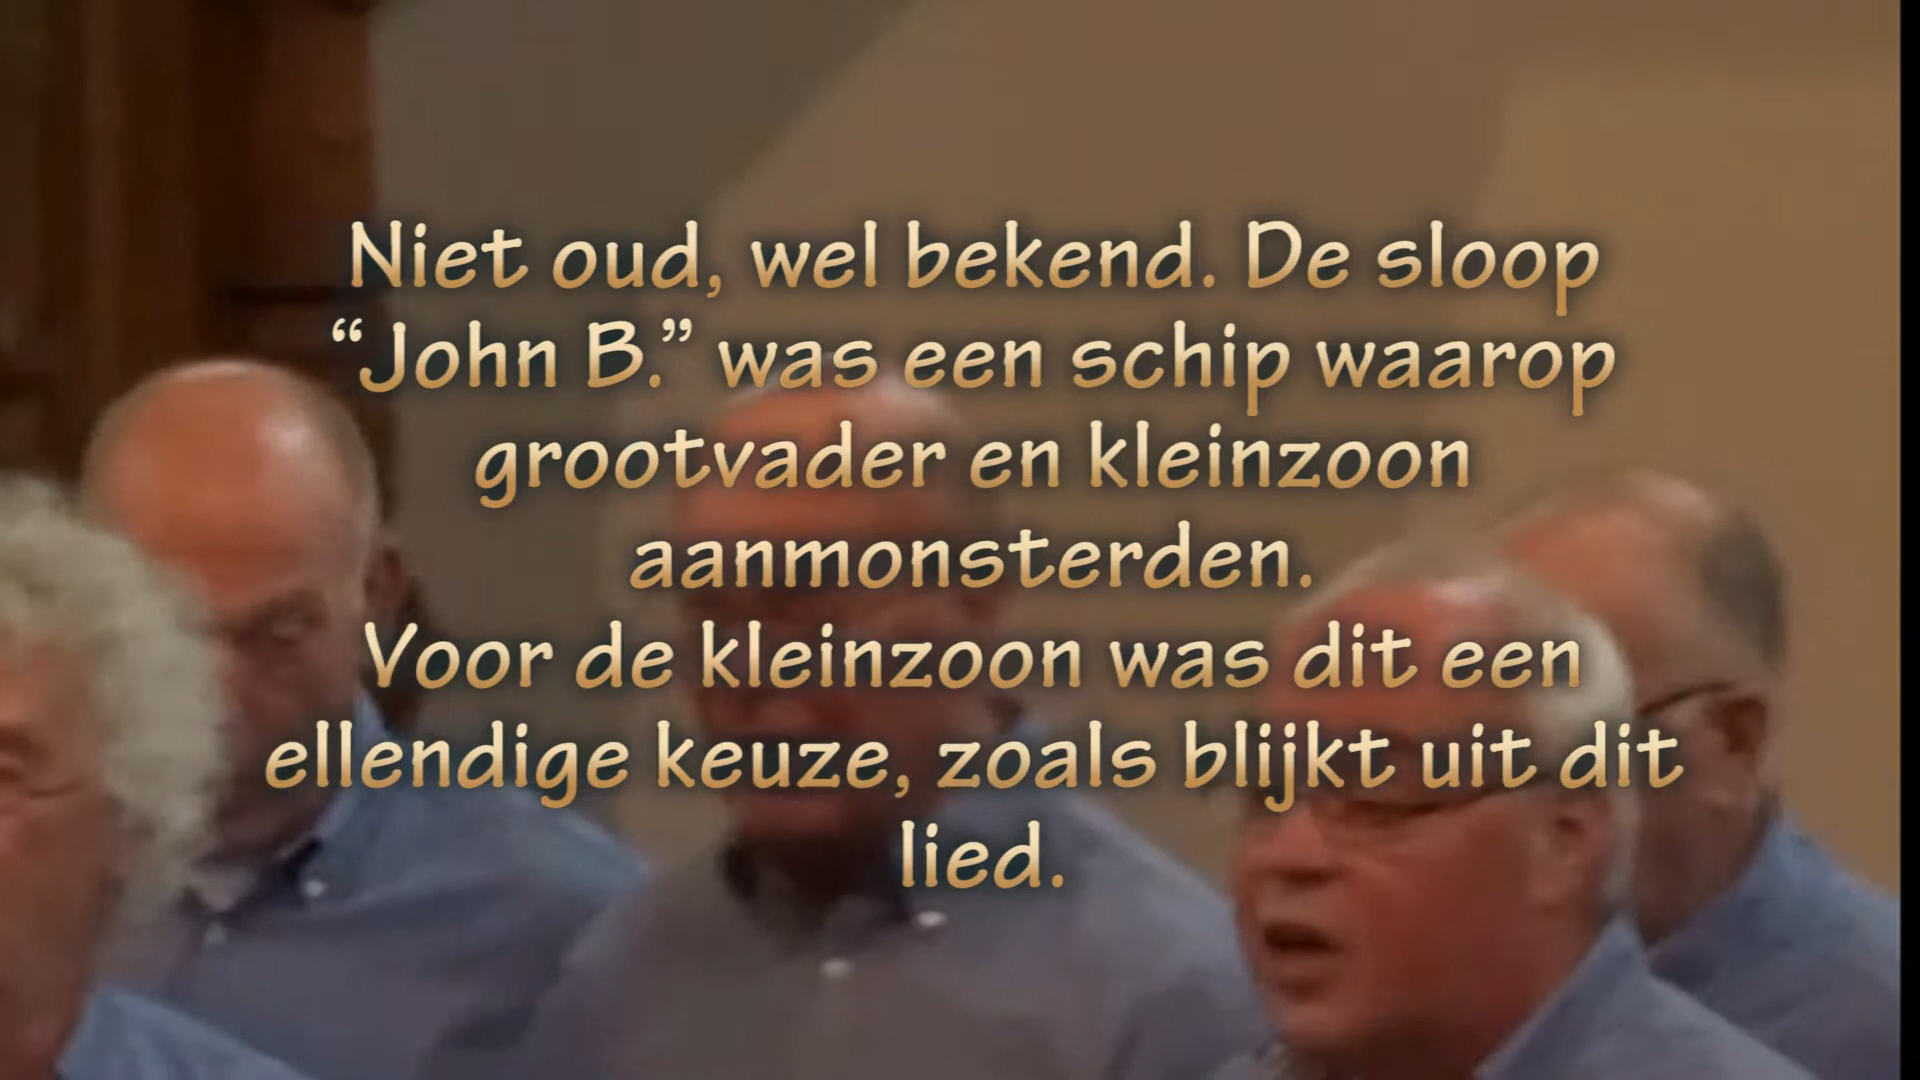 Niet oud, wel bekend. De sloop
“John B.” was een schip waarop
grootvader en kleinzoon
aanmonsterden.
Voor de kleinzoon was dit een
ellendige keuze, zoals blijkt uit dit
lied.